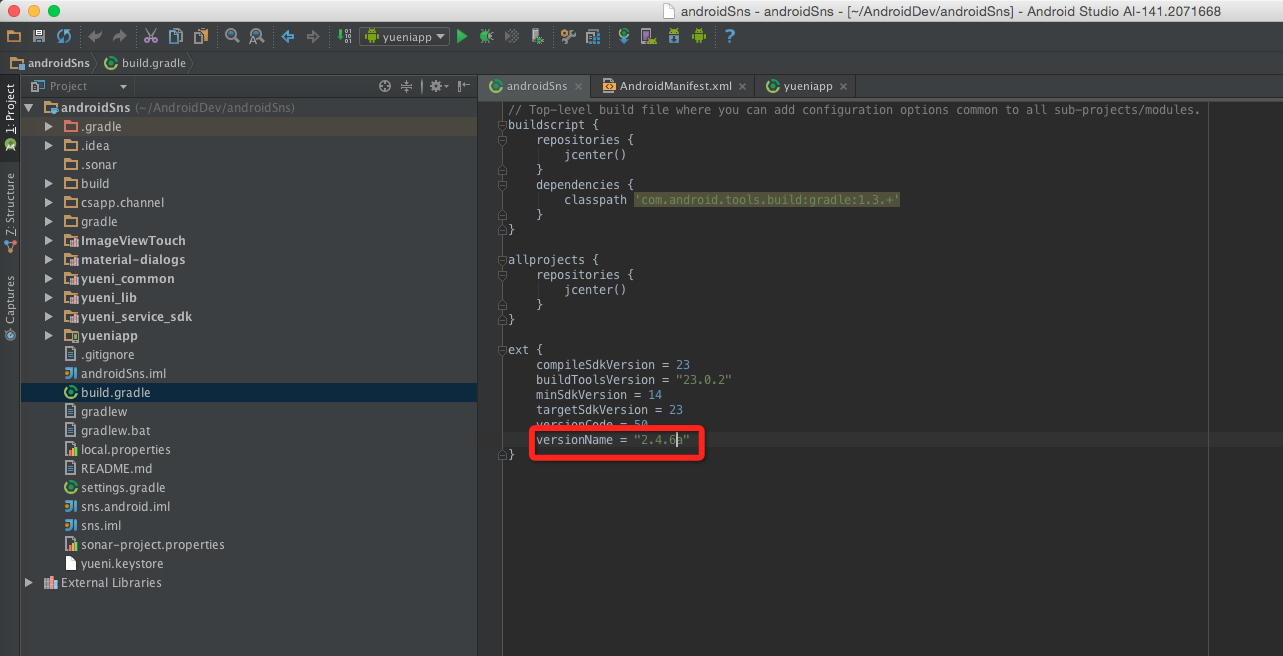 androidSns - androidSns - [~/AndroidDev/androidSns] - Android Studio AI-141.2071668
yueniapp
?
androidSns
build.gradle
1: Project
Z: Structure
Captures
Project
androidSns (~/AndroidDev/androidSns)
.gradle
.idea
.sonar
build
csapp.channel
gradle
ImageViewTouch
material-dialogs
yueni_common
yueni_lib
yueni_service_sdk
yueniapp
.gitignore
androidSns.iml
build.gradle
gradlew
gradlew.bat
local.properties
README.md
settings.gradle
sns.android.iml
sns.iml
sonar-project.properties
yueni.keystore
External Libraries
androidSns
AndroidManifest.xml
yueniapp
// Top-level build file where you can add configuration options common to all sub-projects/modules.
buildscript {
repositories {
jcenter()
}
dependencies {
classpath 'com.android.tools.build:gradle:1.3.+'
}
}
allprojects {
repositories {
jcenter()
}
}
ext {
compileSdkVersion = 23
buildToolsVersion = "23.0.2"
minSdkVersion = 14
targetSdkVersion = 23
versionCode = 50
versionName = "2.4.6a"
}